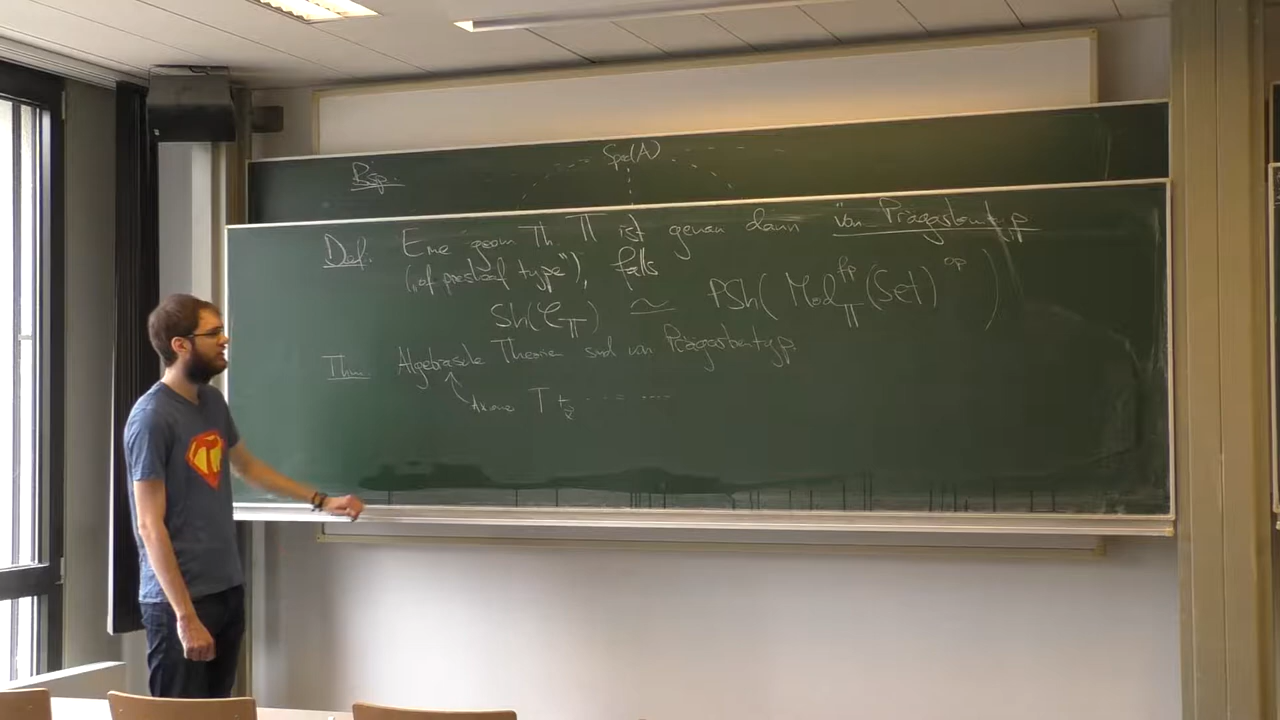 Bsp. Spec(A)
Def. Eine geom Th. 𝕋 ist genau dann "von Prägarbentyp
("of presheaf type"), falls
Sh(C_𝕋) ≃ PSh(Mod_𝕋^fp(Set)^op)
Thm. Algebraische Theorien sind von Prägarbentyp.
Axiome ⊤ ⊢_x⃗ ... = ....
π